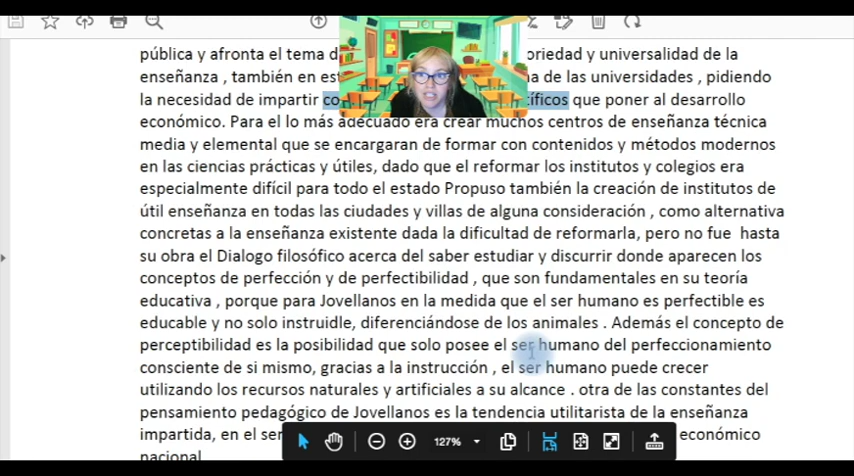 pública y afronta el tema d oriedad y universalidad de la
enseñanza , también en est na de las universidades , pidiendo
la necesidad de impartir co tíficos que poner al desarrollo
económico. Para el lo más adecuado era crear muchos centros de enseñanza técnica
media y elemental que se encargaran de formar con contenidos y métodos modernos
en las ciencias prácticas y útiles, dado que el reformar los institutos y colegios era
especialmente difícil para todo el estado Propuso también la creación de institutos de
útil enseñanza en todas las ciudades y villas de alguna consideración , como alternativa
concretas a la enseñanza existente dada la dificultad de reformarla, pero no fue hasta
su obra el Dialogo filosófico acerca del saber estudiar y discurrir donde aparecen los
conceptos de perfección y de perfectibilidad , que son fundamentales en su teoría
educativa , porque para Jovellanos en la medida que el ser humano es perfectible es
educable y no solo instruidle, diferenciándose de los animales . Además el concepto de
perceptibilidad es la posibilidad que solo posee el ser humano del perfeccionamiento
consciente de si mismo, gracias a la instrucción , el ser humano puede crecer
utilizando los recursos naturales y artificiales a su alcance . otra de las constantes del
pensamiento pedagógico de Jovellanos es la tendencia utilitarista de la enseñanza
impartida, en el ser económico
nacional
127%